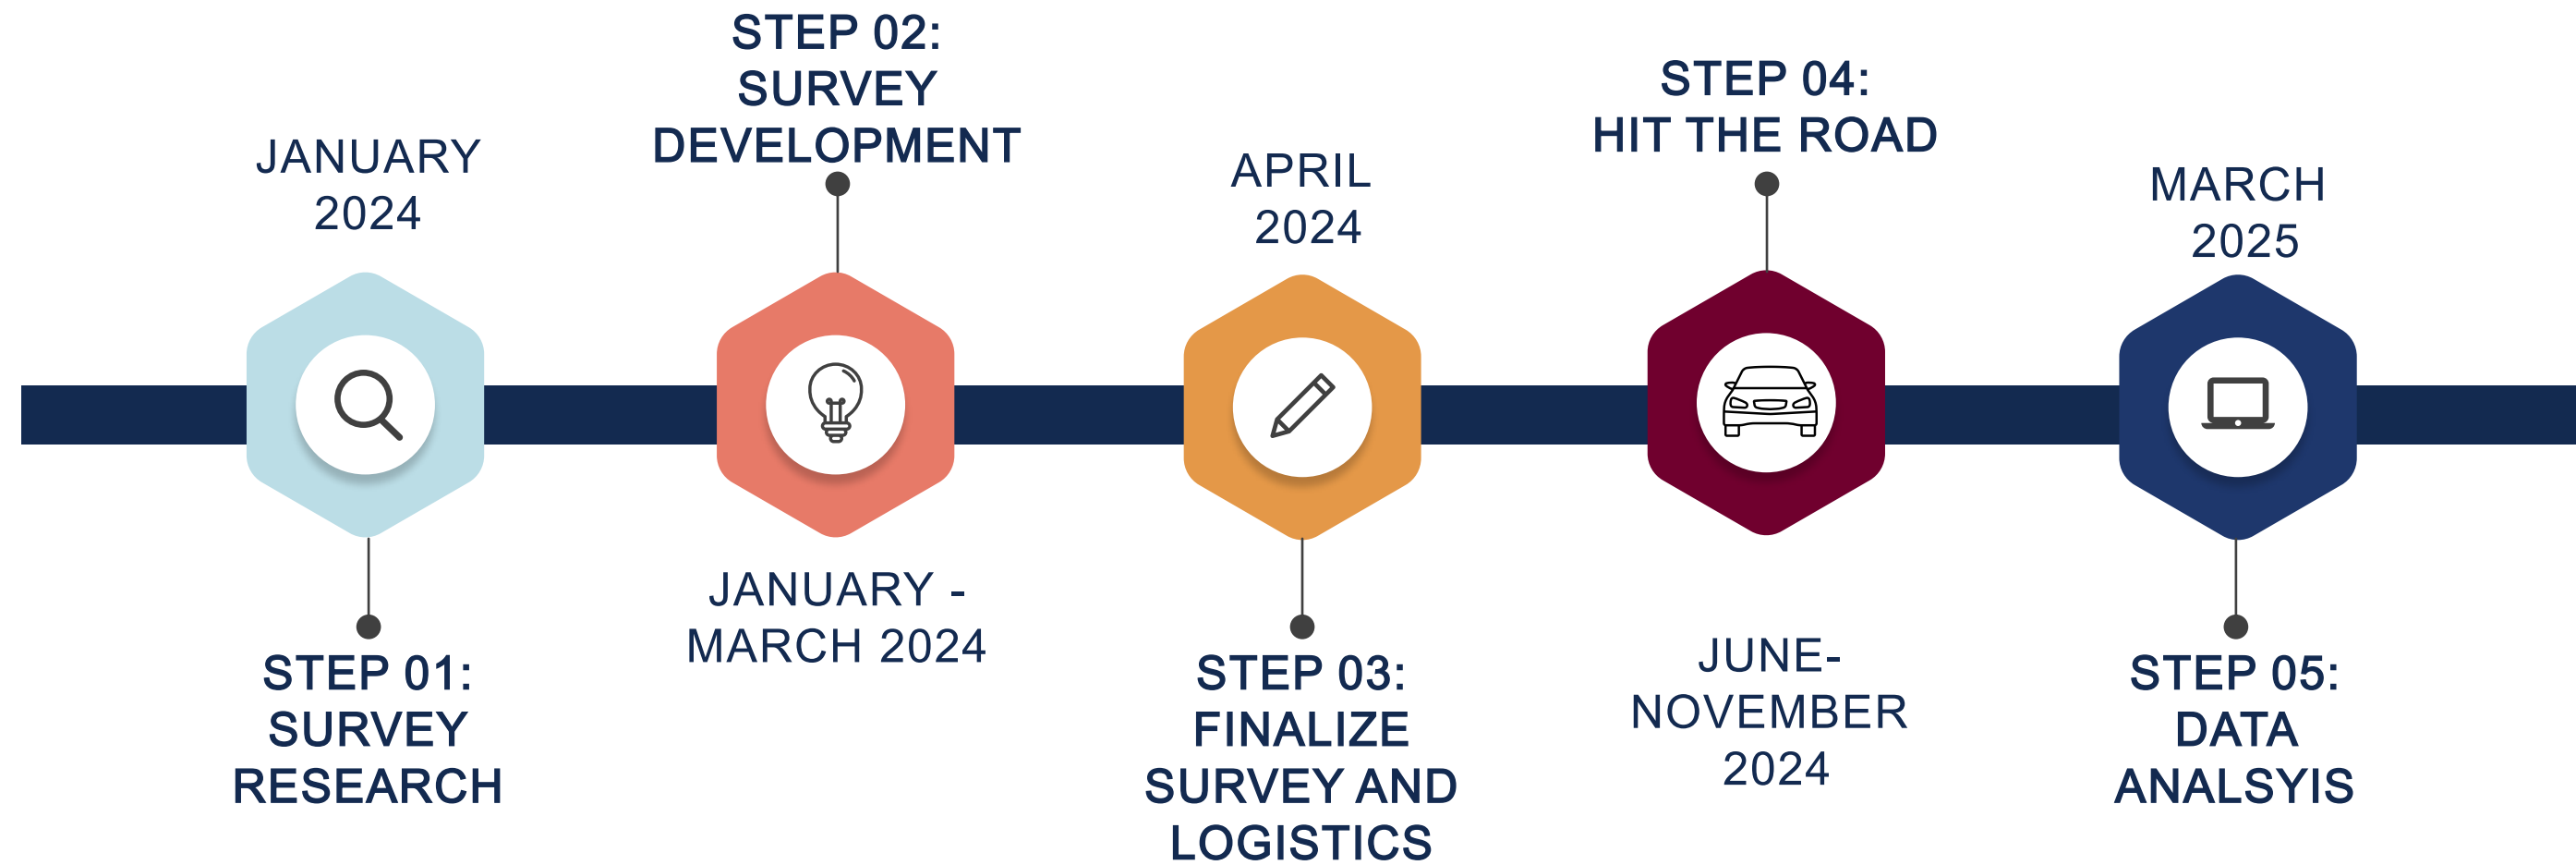 JANUARY
2024
STEP 01:
SURVEY
RESEARCH
STEP 02:
SURVEY
DEVELOPMENT
JANUARY -
MARCH 2024
APRIL
2024
STEP 03:
FINALIZE
SURVEY AND
LOGISTICS
STEP 04:
HIT THE ROAD
JUNE-
NOVEMBER
2024
MARCH
2025
STEP 05:
DATA
ANALSYIS